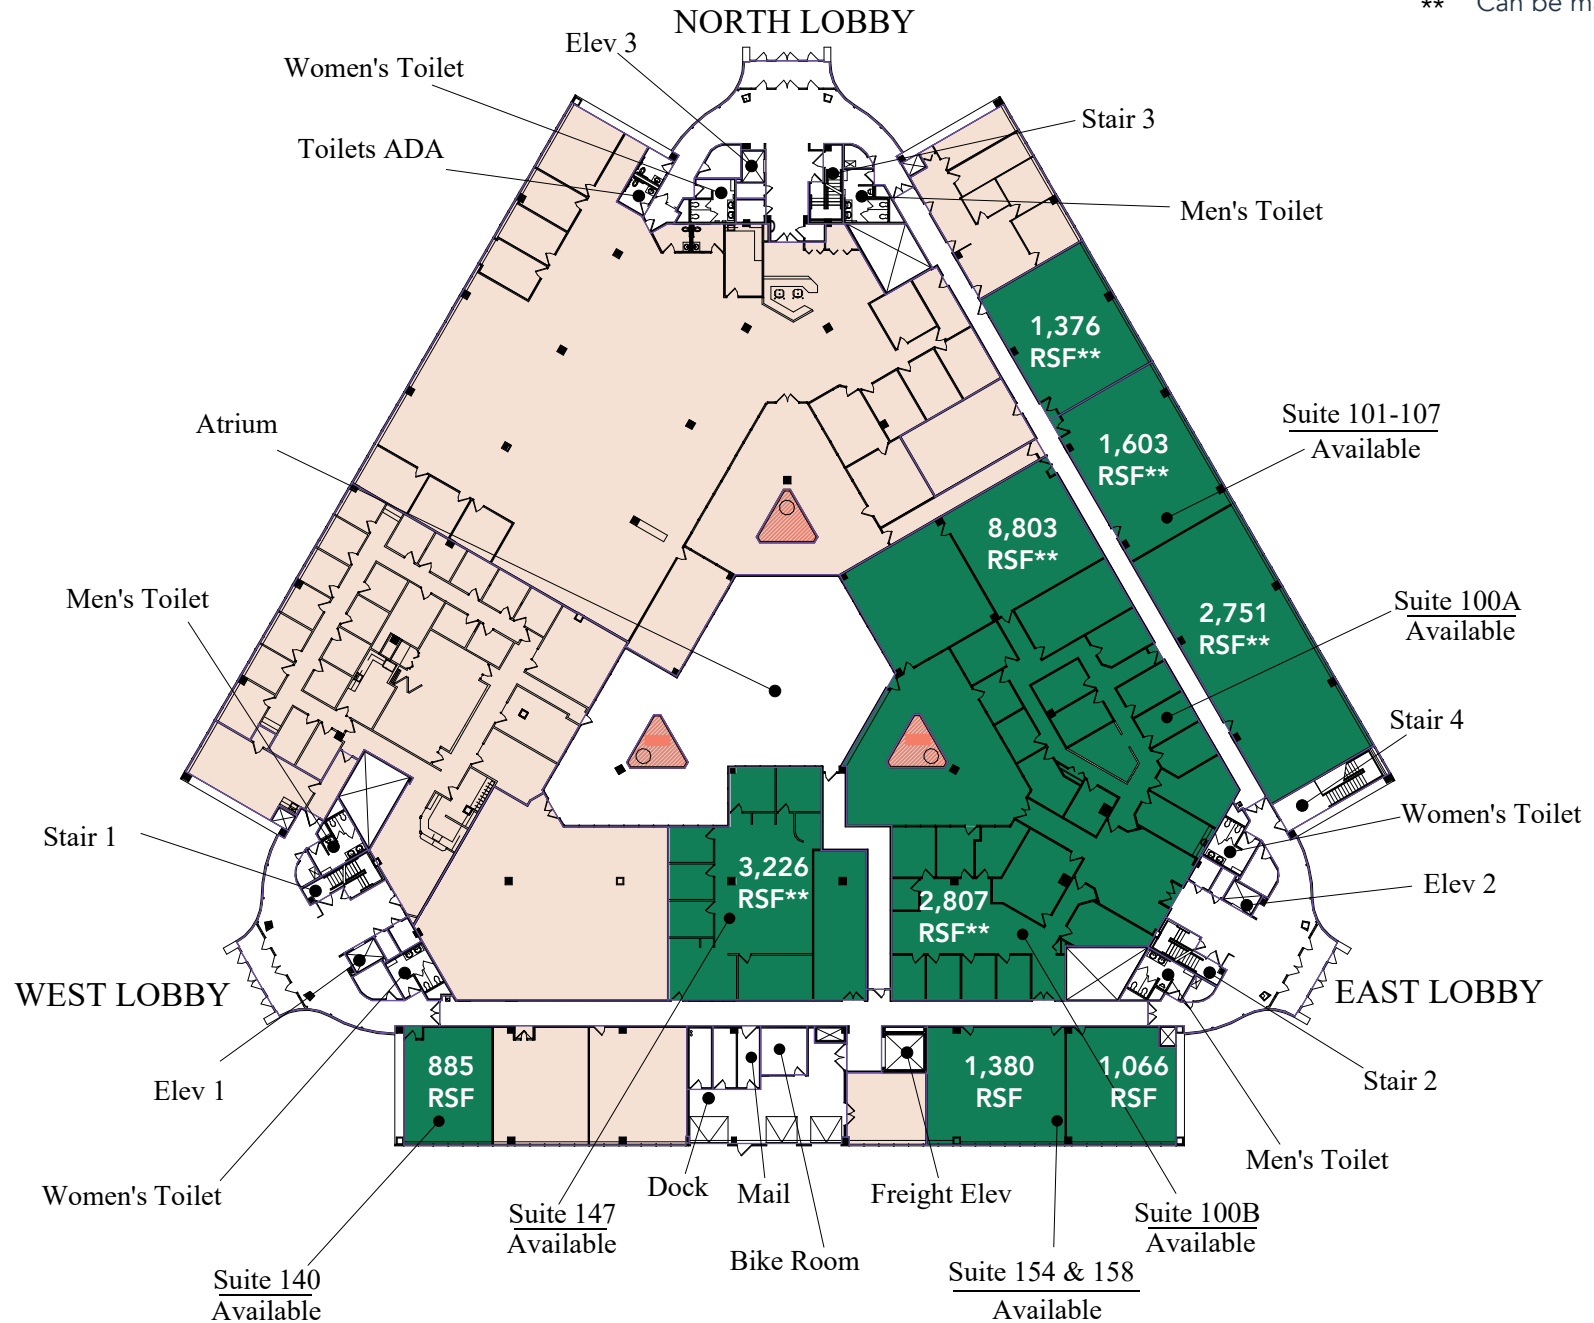 ** Can be m
NORTH LOBBY
Elev 3
Women's Toilet
Toilets ADA
Stair 3
Men's Toilet
1,376
RSF**
Atrium
Suite 101-107
Available
1,603
RSF**
8,803
RSF**
Men's Toilet
Suite 100A
Available
2,751
RSF**
Stair 4
Women's Toilet
Stair 1
3,226
RSF**
Elev 2
2,807
RSF**
WEST LOBBY
EAST LOBBY
885
RSF
1,380
RSF
1,066
RSF
Elev 1
Stair 2
Men's Toilet
Women's Toilet
Dock
Mail
Freight Elev
Suite 147
Available
Suite 100B
Available
Bike Room
Suite 140
Available
Suite 154 & 158
Available